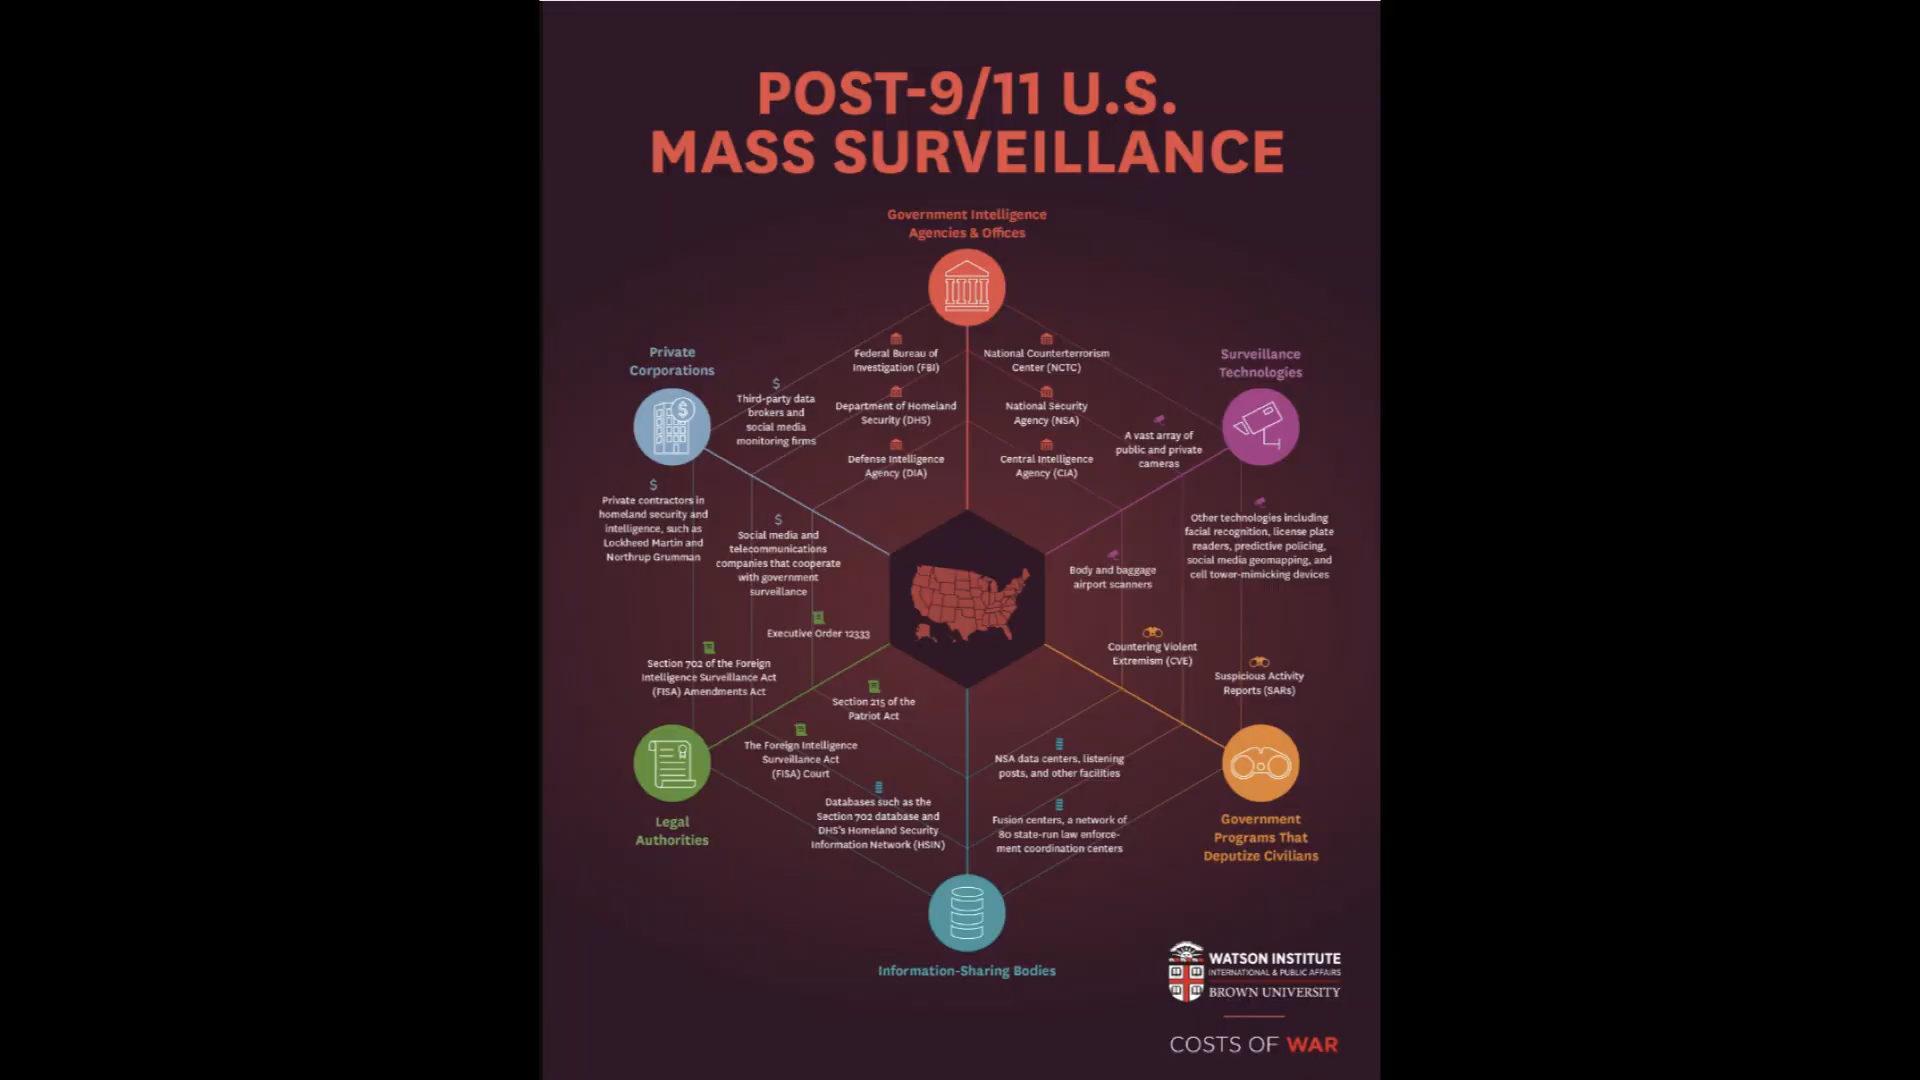 POST-9/11 U.S.
MASS SURVEILLANCE
Government Intelligence
Agencies & Offices
Federal Bureau of
Investigation (FBI)
National Counterterrorism
Center (NCTC)
Department of Homeland
Security (DHS)
National Security
Agency (NSA)
Defense Intelligence
Agency (DIA)
Central Intelligence
Agency (CIA)
Private
Corporations
$
$
Third-party data
brokers and
social media
monitoring firms
$
Private contractors in
homeland security and
intelligence, such as
Lockheed Martin and
Northrup Grumman
$
Social media and
telecommunications
companies that cooperate
with government
surveillance
Surveillance
Technologies
A vast array of
public and private
cameras
Other technologies including
facial recognition, license plate
readers, predictive policing,
social media geomapping, and
cell tower-mimicking devices
Body and baggage
airport scanners
Executive Order 12333
Section 702 of the Foreign
Intelligence Surveillance Act
(FISA) Amendments Act
Section 215 of the
Patriot Act
The Foreign Intelligence
Surveillance Act
(FISA) Court
Legal
Authorities
Countering Violent
Extremism (CVE)
Suspicious Activity
Reports (SARs)
Government
Programs That
Deputize Civilians
NSA data centers, listening
posts, and other facilities
Databases such as the
Section 702 database and
DHS's Homeland Security
Information Network (HSIN)
Fusion centers, a network of
80 state-run law enforce-
ment coordination centers
Information-Sharing Bodies
WATSON INSTITUTE
INTERNATIONAL & PUBLIC AFFAIRS
BROWN UNIVERSITY
COSTS OF WAR